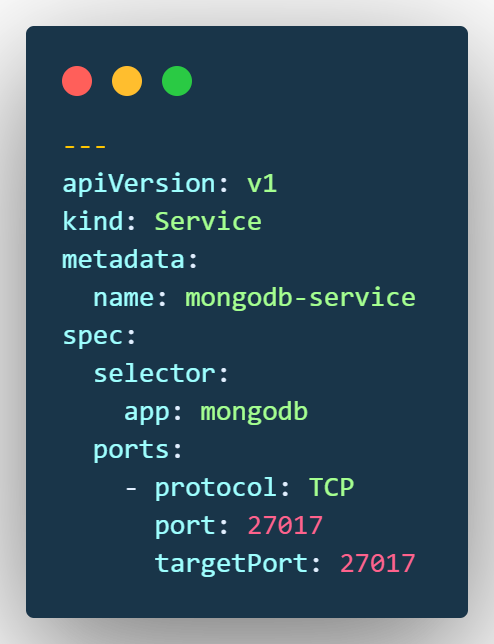 ---
apiVersion: v1
kind: Service
metadata:
  name: mongodb-service
spec:
  selector:
    app: mongodb
  ports:
    - protocol: TCP
      port: 27017
      targetPort: 27017